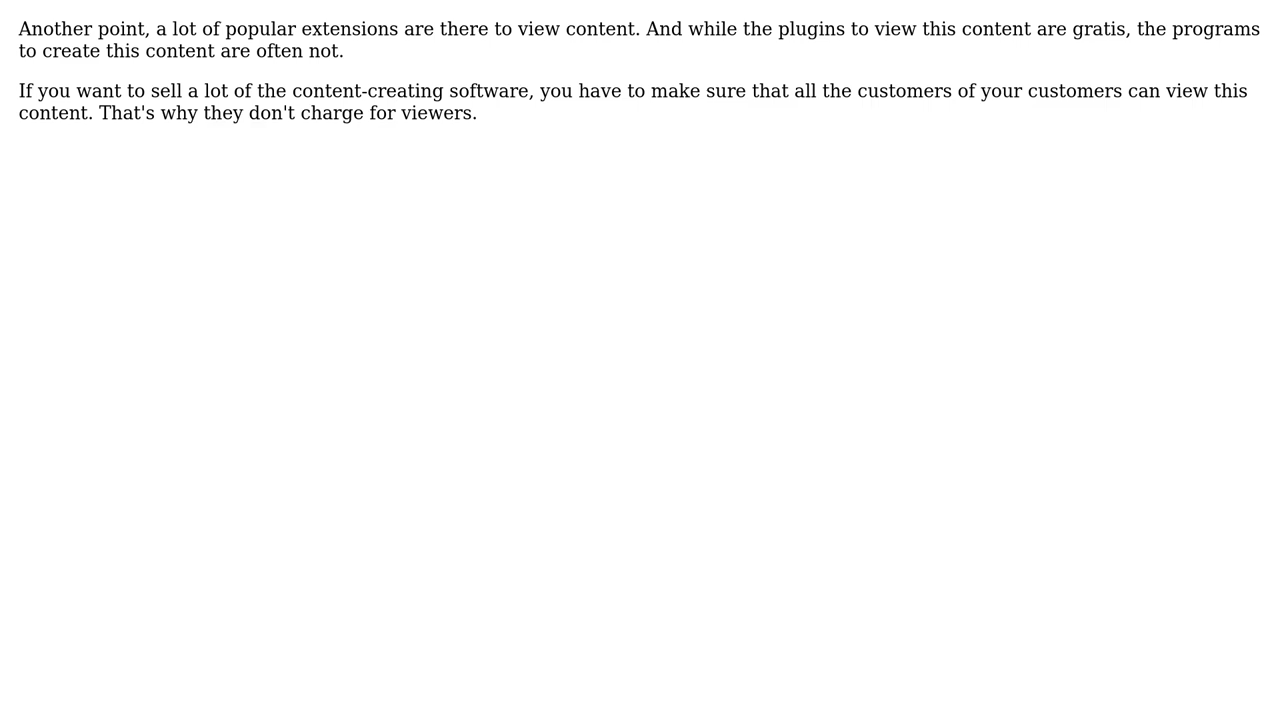 Another point, a lot of popular extensions are there to view content. And while the plugins to view this content are gratis, the programs
to create this content are often not.
If you want to sell a lot of the content-creating software, you have to make sure that all the customers of your customers can view this
content. That's why they don't charge for viewers.